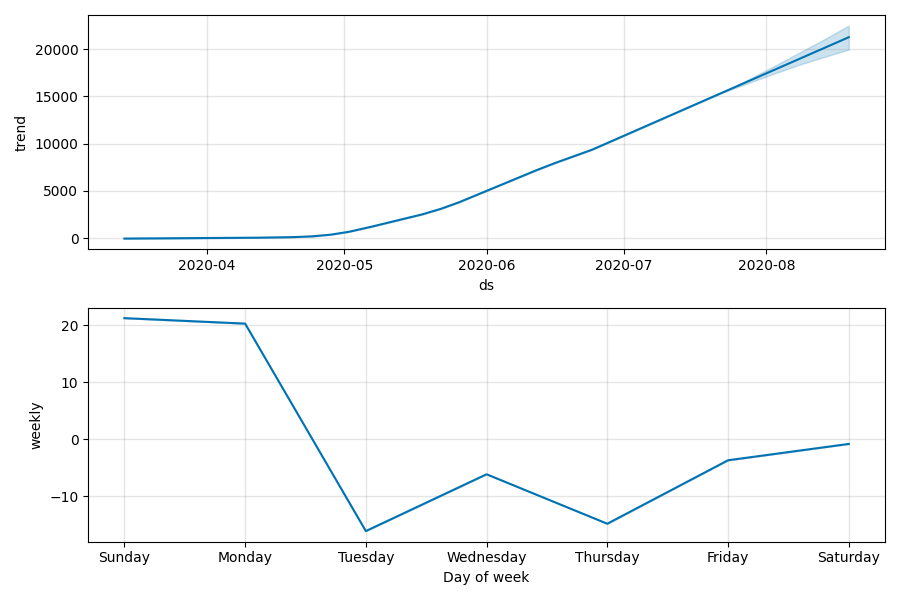 20000
15000
10000
5000
0
trend
2020-04 2020-05 2020-06 2020-07 2020-08
ds
20
10
0
−10
weekly
Sunday Monday Tuesday Wednesday Thursday Friday Saturday
Day of week